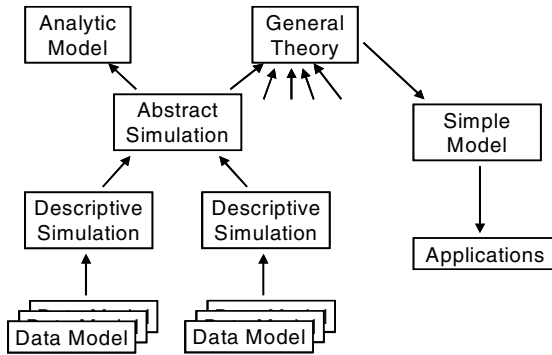 Analytic
Model
General
Theory
Abstract
Simulation
Simple
Model
Descriptive
Simulation
Descriptive
Simulation
Applications
Data Model
Data Model